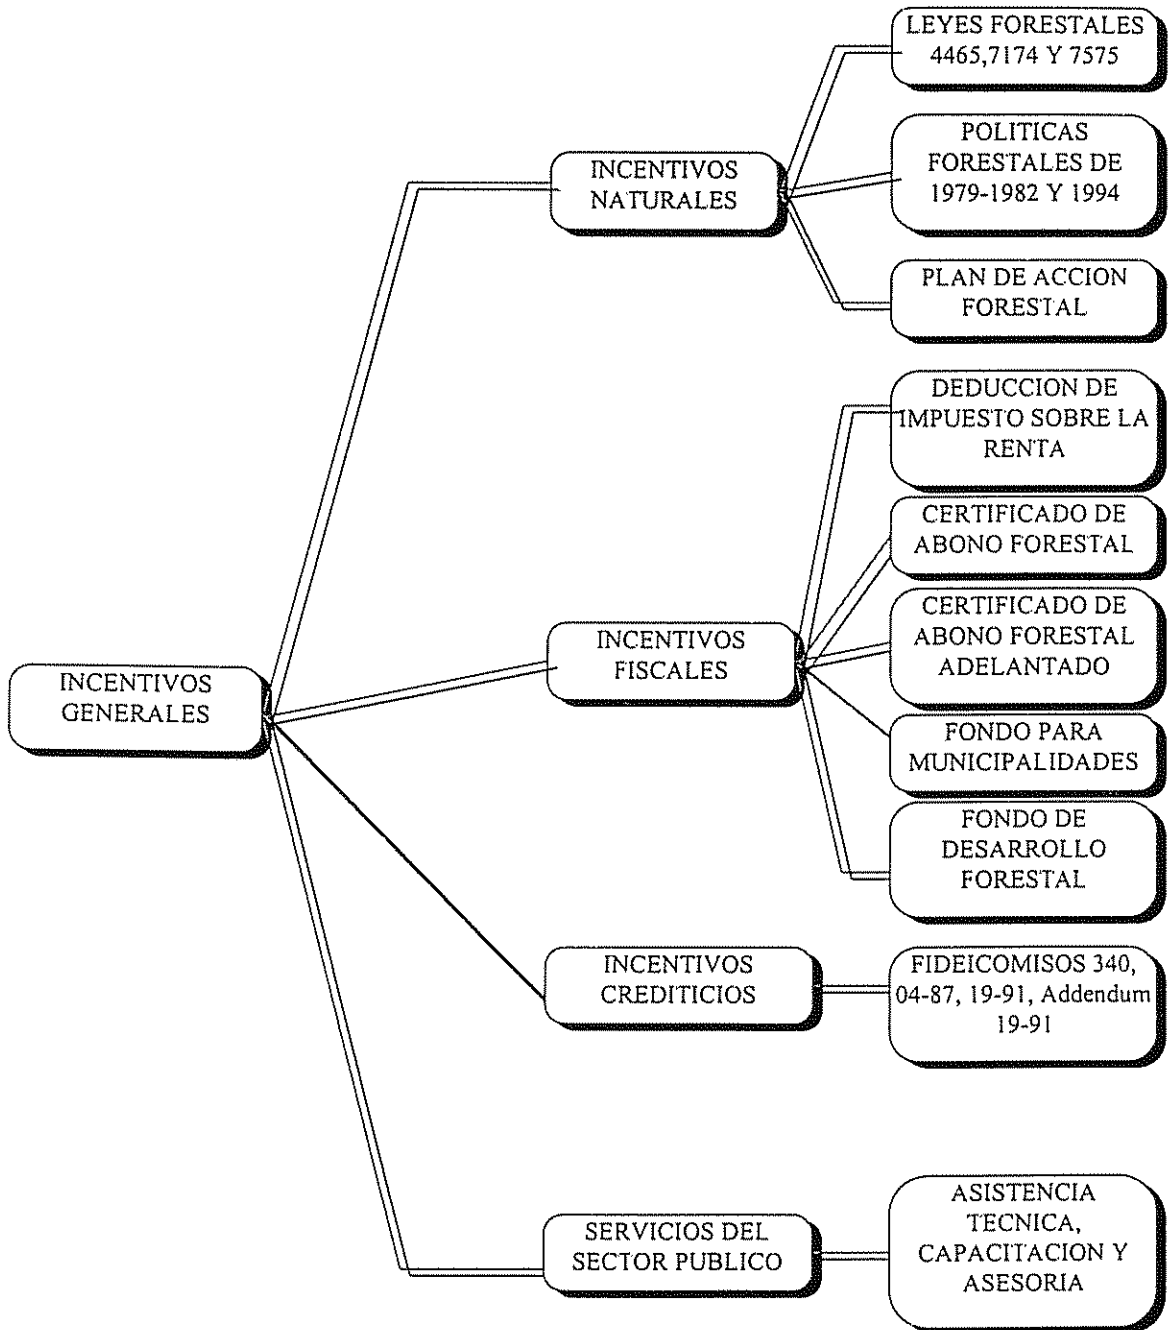 LEYES FORESTALES
4465,7174 Y 7575
POLITICAS
FORESTALES DE
1979-1982 Y 1994
INCENTIVOS
NATURALES
PLAN DE ACCION
FORESTAL
DEDUCCION DE
IMPUESTO SOBRE LA
RENTA
CERTIFICADO DE
ABONO FORESTAL
CERTIFICADO DE
ABONO FORESTAL
ADELANTADO
INCENTIVOS
FISCALES
INCENTIVOS
GENERALES
FONDO PARA
MUNICIPALIDADES
FONDO DE
DESARROLLO
FORESTAL
INCENTIVOS
CREDITICIOS
FIDEICOMISOS 340,
04-87, 19-91, Addendum
19-91
SERVICIOS DEL
SECTOR PUBLICO
ASISTENCIA
TECNICA,
CAPACITACION Y
ASESORIA